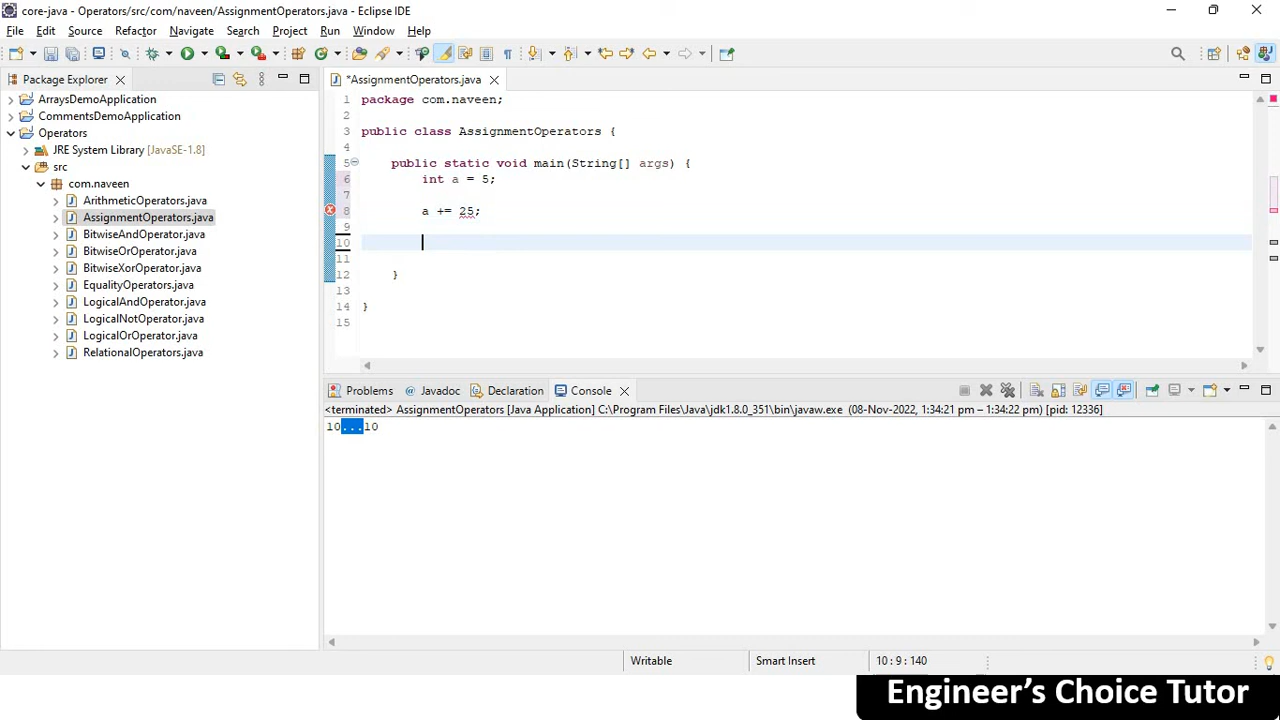 core-java - Operators/src/com/naveen/AssignmentOperators.java - Eclipse IDE
File Edit Source Refactor Navigate Search Project Run Window Help
Package Explorer
*AssignmentOperators.java
ArraysDemoApplication
CommentsDemoApplication
Operators
JRE System Library [JavaSE-1.8]
src
com.naveen
ArithmeticOperators.java
AssignmentOperators.java
BitwiseAndOperator.java
BitwiseOrOperator.java
BitwiseXorOperator.java
EqualityOperators.java
LogicalAndOperator.java
LogicalNotOperator.java
LogicalOrOperator.java
RelationalOperators.java
1 package com.naveen;
2
3 public class AssignmentOperators {
4
5 public static void main(String[] args) {
6 int a = 5;
7
8 a += 25;
9
10
11
12 }
13
14 }
15
Problems Javadoc Declaration Console
<terminated> AssignmentOperators [Java Application] C:\Program Files\Java\jdk1.8.0_351\bin\javaw.exe (08-Nov-2022, 1:34:21 pm – 1:34:22 pm) [pid: 12336]
10...10
Writable Smart Insert 10 : 9 : 140
Engineer's Choice Tutor